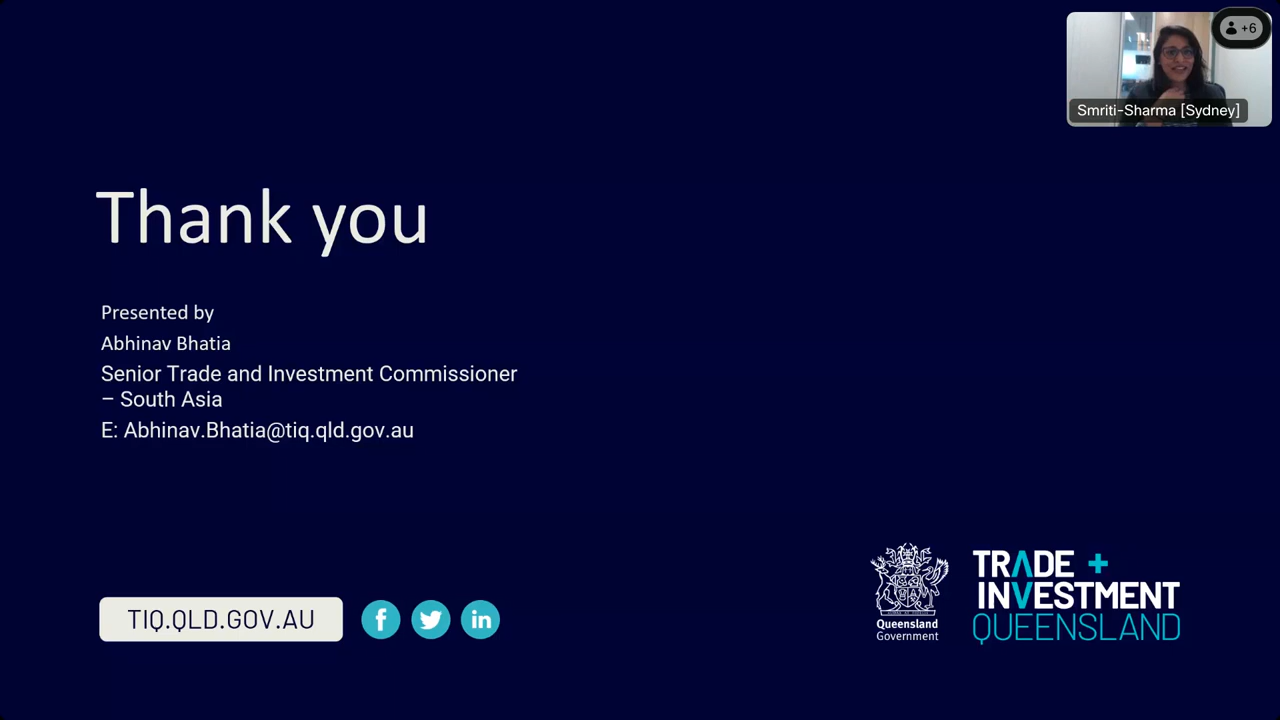 +6
Smriti-Sharma [Sydney]
Thank you
Presented by
Abhinav Bhatia
Senior Trade and Investment Commissioner
– South Asia
E: Abhinav.Bhatia@tiq.qld.gov.au
TIQ.QLD.GOV.AU
Queensland
Government
TRADE +
INVESTMENT
QUEENSLAND